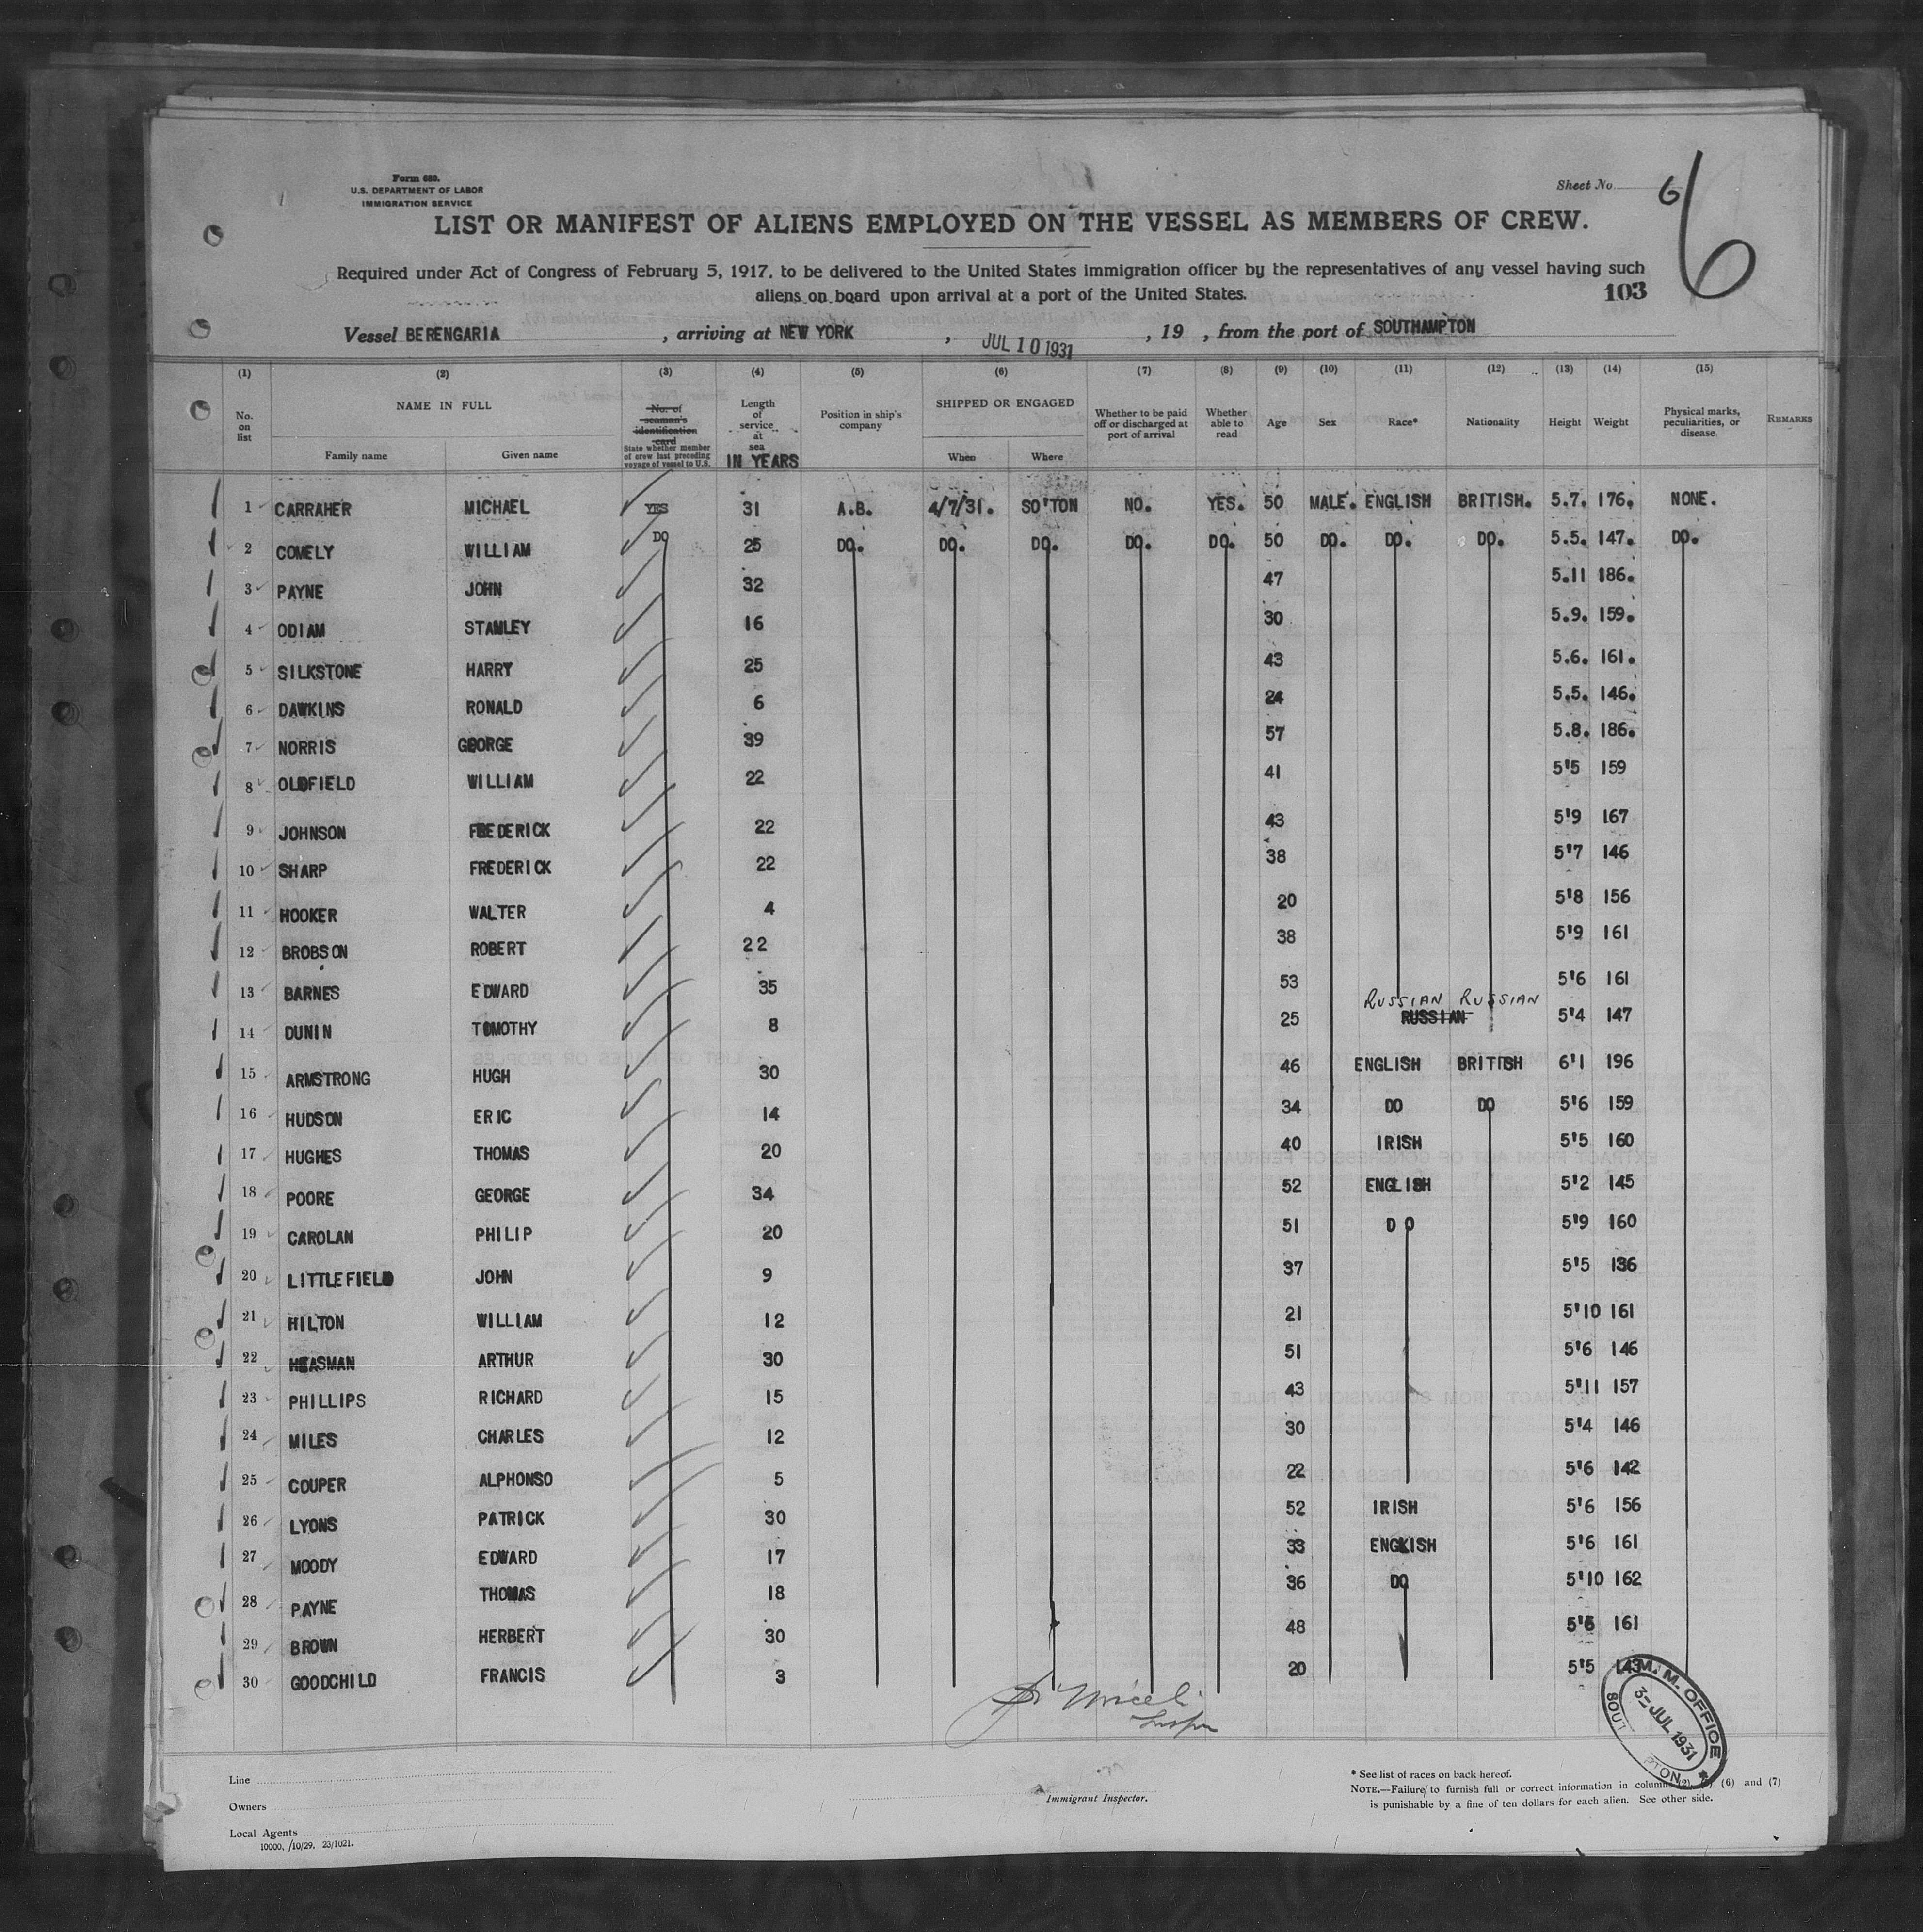 Form 680.
U.S. DEPARTMENT OF LABOR
IMMIGRATION SERVICE
Sheet No. 6
6
LIST OR MANIFEST OF ALIENS EMPLOYED ON THE VESSEL AS MEMBERS OF CREW.
Required under Act of Congress of February 5, 1917, to be delivered to the United States immigration officer by the representatives of any vessel having such
aliens on board upon arrival at a port of the United States.
103
Vessel BERENGARIA , arriving at NEW YORK , JUL 10 1931 , 19 , from the port of SOUTHAMPTON
(1) (2) (3) (4) (5) (6) (7) (8) (9) (10) (11) (12) (13) (14) (15)
No. on list NAME IN FULL Family name Given name No. of seaman's identification card State whether member of crew last preceding voyage of vessel to U.S. Length of service at sea IN YEARS Position in ship's company SHIPPED OR ENGAGED When Where Whether to be paid off or discharged at port of arrival Whether able to read Age Sex Race* Nationality Height Weight Physical marks, peculiarities, or disease REMARKS
1 CARRAHER MICHAEL YES 31 A.B. 4/7/31. SO'TON NO. YES. 50 MALE. ENGLISH BRITISH. 5.7. 176. NONE.
2 COMELY WILLIAM DO 25 DO. DO. DO. DO. DO. 50 DO. DO. DO. 5.5. 147. DO.
3 PAYNE JOHN 32 47 5.11 186.
4 ODIAM STANLEY 16 30 5.9. 159.
5 SILKSTONE HARRY 25 43 5.6. 161.
6 DAWKINS RONALD 6 24 5.5. 146.
7 NORRIS GEORGE 39 57 5.8. 186.
8 OLDFIELD WILLIAM 22 41 5'5 159
9 JOHNSON FREDERICK 22 43 5'9 167
10 SHARP FREDERICK 22 38 5'7 146
11 HOOKER WALTER 4 20 5'8 156
12 BROBSON ROBERT 22 38 5'9 161
13 BARNES EDWARD 35 53 5'6 161
RUSSIAN RUSSIAN
14 DUNIN TOMOTHY 8 25 RUSSIAN 5'4 147
15 ARMSTRONG HUGH 30 46 ENGLISH BRITISH 6'1 196
16 HUDSON ERIC 14 34 DO DO 5'6 159
17 HUGHES THOMAS 20 40 IRISH 5'5 160
18 POORE GEORGE 34 52 ENGLISH 5'2 145
19 CAROLAN PHILIP 20 51 DO 5'9 160
20 LITTLEFIELD JOHN 9 37 5'5 136
21 HILTON WILLIAM 12 21 5'10 161
22 HEASMAN ARTHUR 30 51 5'6 146
23 PHILLIPS RICHARD 15 43 5'11 157
24 MILES CHARLES 12 30 5'4 146
25 COUPER ALPHONSO 5 22 5'6 142
26 LYONS PATRICK 30 52 IRISH 5'6 156
27 MOODY EDWARD 17 33 ENGKISH 5'6 161
28 PAYNE THOMAS 18 36 DO 5'10 162
29 BROWN HERBERT 30 48 5'6 161
30 GOODCHILD FRANCIS 3 20 5'5 143
M.M. OFFICE
3- JUL 1931
Line
Owners
Local Agents
10000, /10/29. 23/1021.
Immigrant Inspector.
* See list of races on back hereof.
NOTE.—Failure to furnish full or correct information in columns (2), (6) and (7)
is punishable by a fine of ten dollars for each alien. See other side.